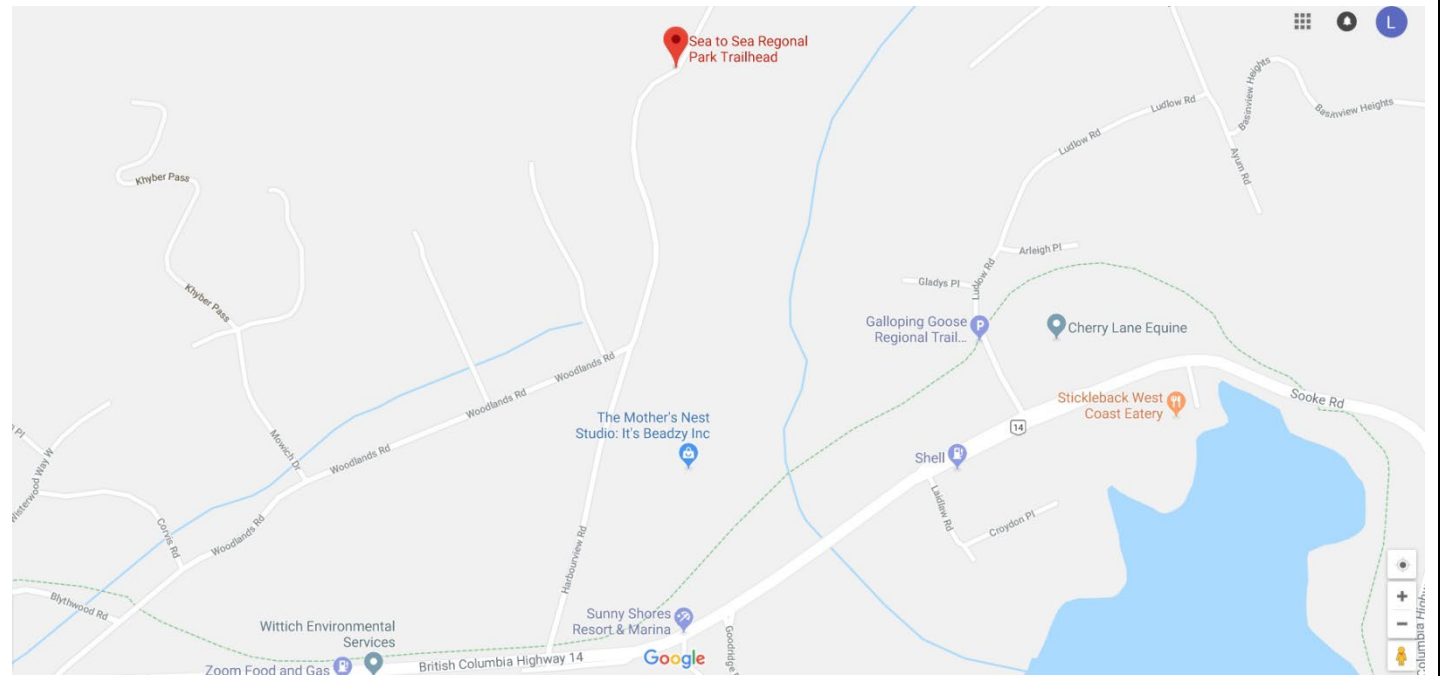 L
Sea to Sea Regonal
Park Trailhead
Basinview Heights
Basinview Heights
Ludlow Rd
Ludlow Rd
Ayum Rd
Khyber Pass
Arleigh Pl
Ludlow Rd
Gladys Pl
Khyber Pass
Galloping Goose
Regional Trail...
P
Cherry Lane Equine
Woodlands Rd
Stickleback West
Coast Eatery
Sooke Rd
Woodlands Rd
The Mother's Nest
Studio: It's Beadzy Inc
14
Mowich Dr
Woodlands Rd
Shell
Pl
Wisterwood Way W
Laidlaw Rd
Croydon Pl
Corvis Rd
Woodlands Rd
Harbourview Rd
Blythwood Rd
+
Sunny Shores
Resort & Marina
Wittich Environmental
Services
Goodridge
−
Google
British Columbia Highway 14
Zoom Food and Gas